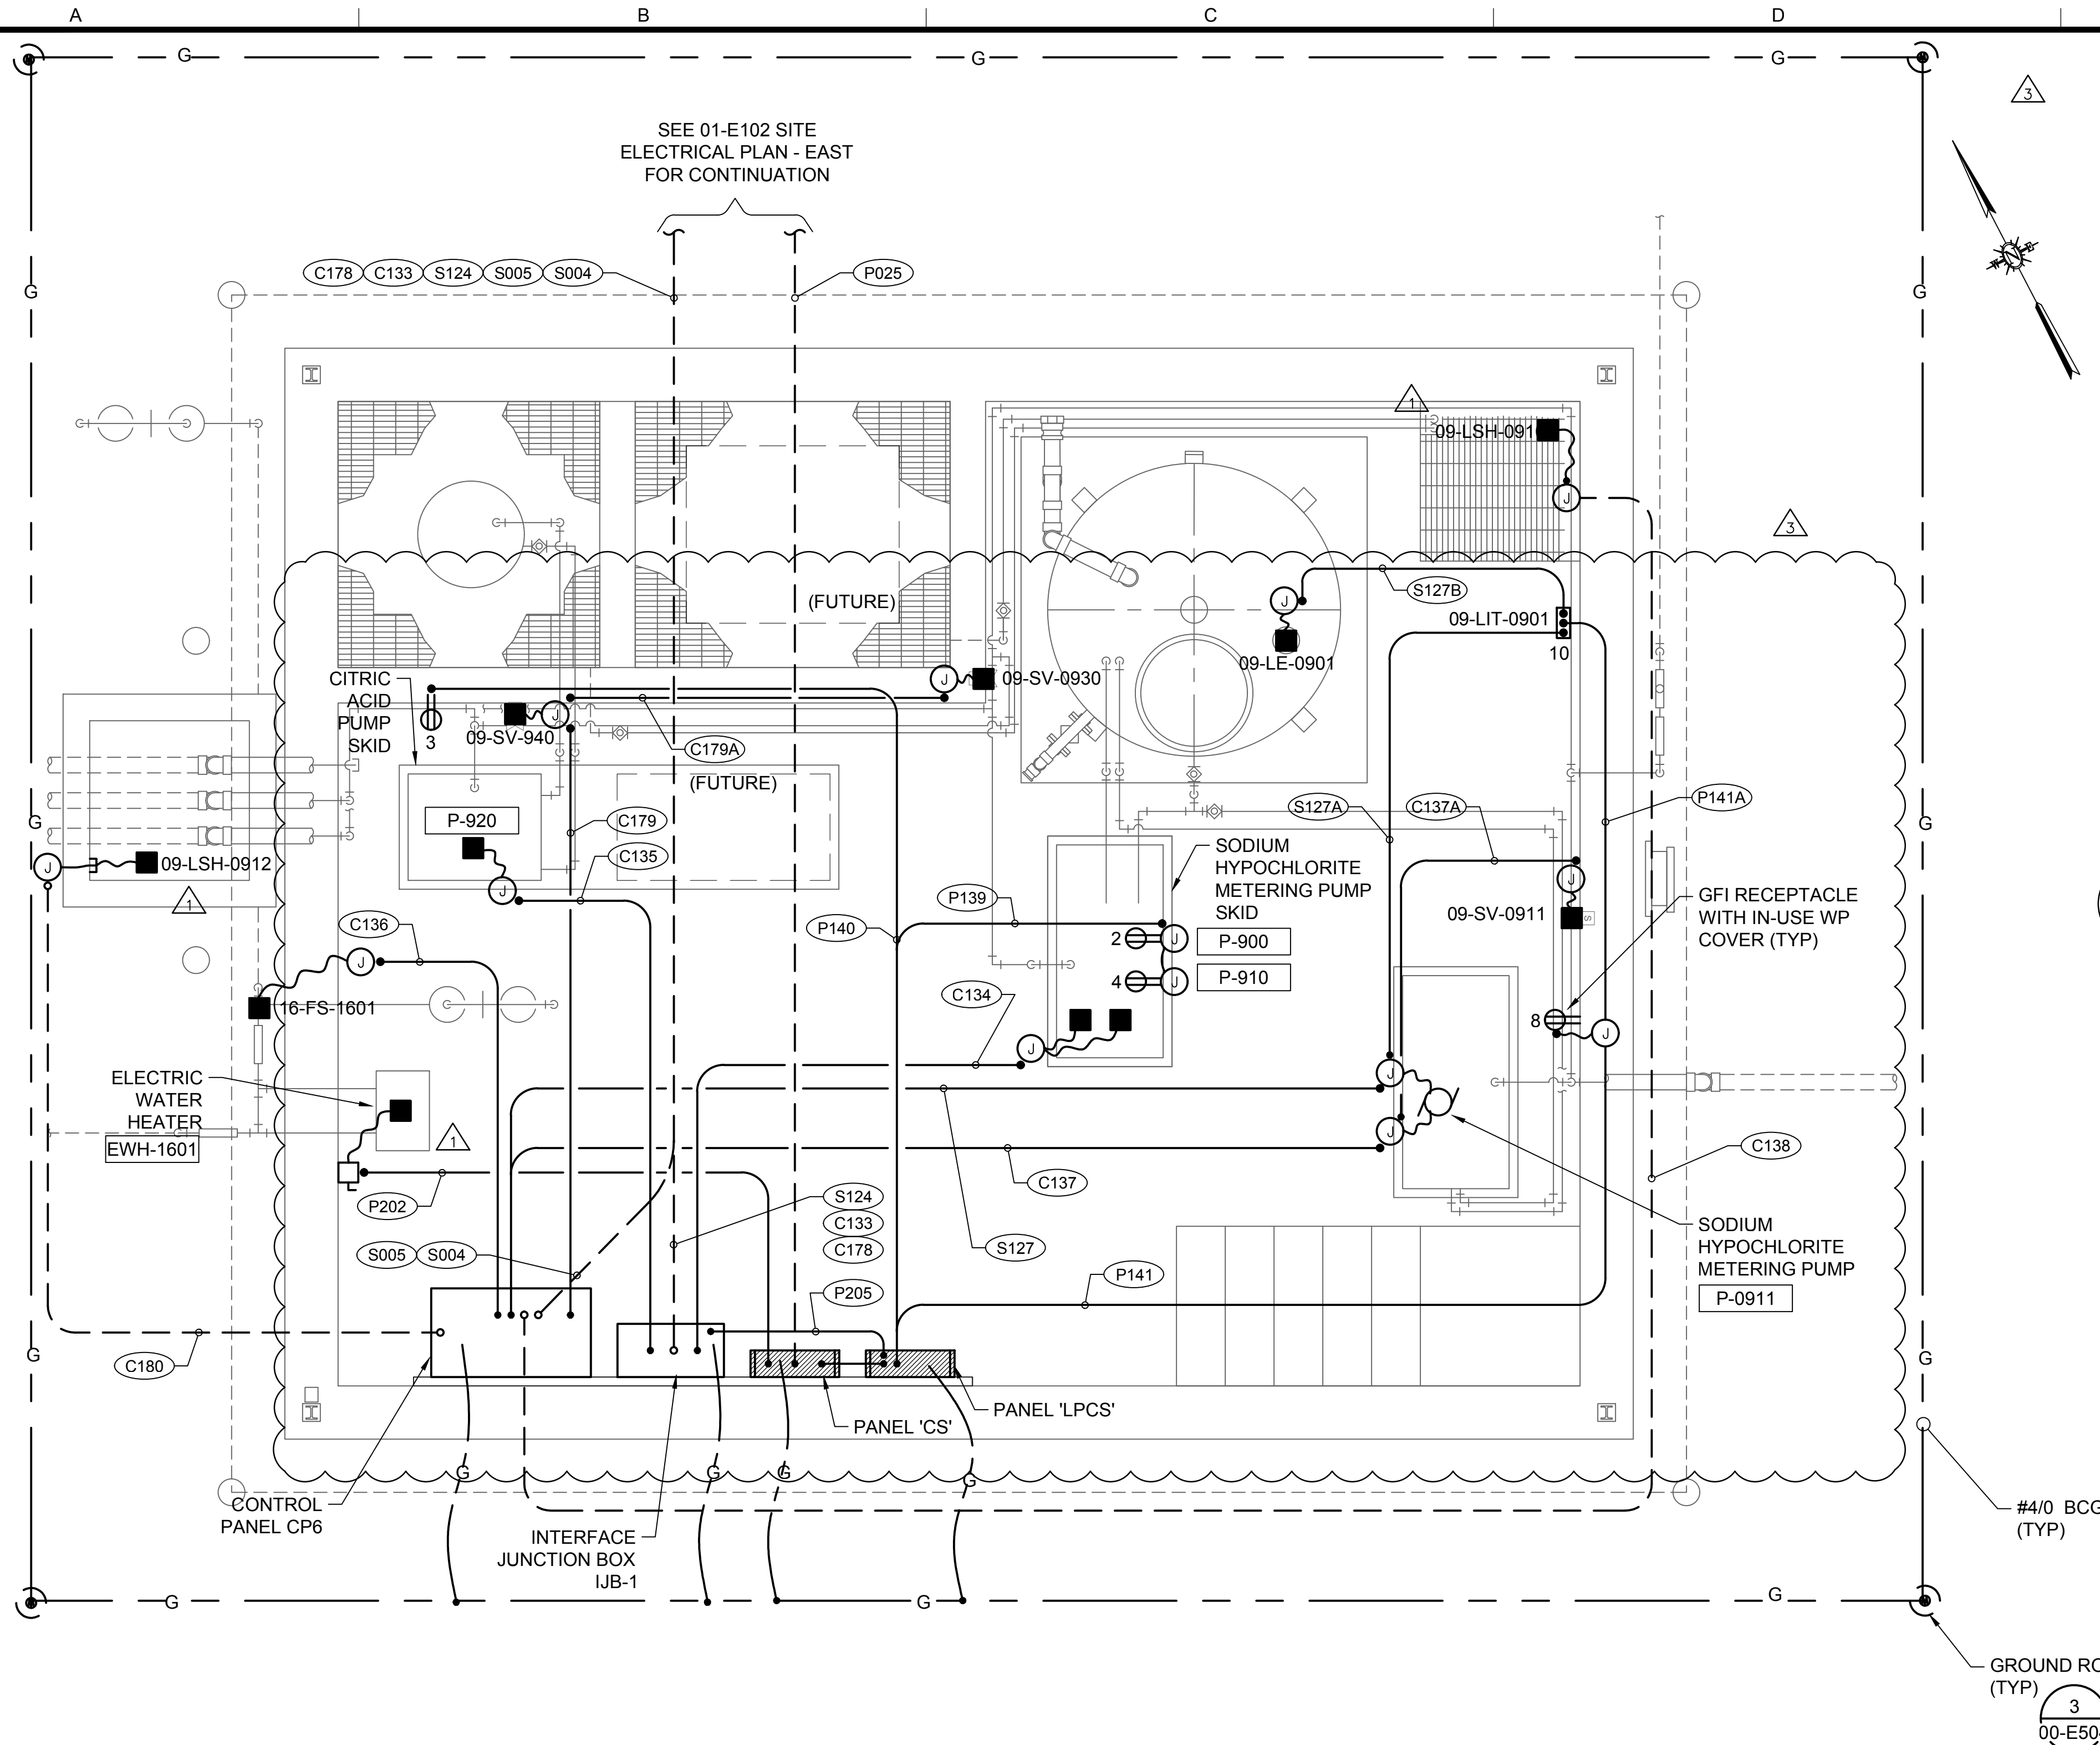 A B C D
G G G
3
SEE 01-E102 SITE
ELECTRICAL PLAN - EAST
FOR CONTINUATION
N
C178 C133 S124 S005 S004
P025
G G
1
09-LSH-091
J
3
S127B
(FUTURE)
J
09-LIT-0901
10
09-LE-0901
CITRIC
ACID
PUMP
SKID
3
J
09-SV-940
J
09-SV-0930
C179A
(FUTURE)
P-920
C179
C135
J
S127A
C137A
P141A
G G
J
09-LSH-0912
1
SODIUM
HYPOCHLORITE
METERING PUMP
SKID
J
09-SV-0911
S
GFI RECEPTACLE
WITH IN-USE WP
COVER (TYP)
C136
P140
P139
2 J P-900
4 J P-910
J
16-FS-1601
C134
J
8 J
ELECTRIC
WATER
HEATER
EWH-1601
1
J
J
C138
C137
P202
S124
C133
C178
S005 S004
S127
SODIUM
HYPOCHLORITE
METERING PUMP
P-0911
P141
P205
G G
C180
PANEL 'LPCS'
PANEL 'CS'
G G G G
CONTROL
PANEL CP6
INTERFACE
JUNCTION BOX
IJB-1
#4/0 BCG
(TYP)
G G G
GROUND RO
(TYP)
3
00-E50